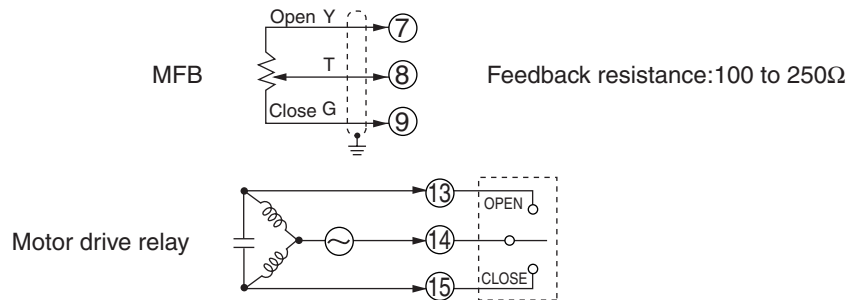 Open Y 7
MFB T 8 Feedback resistance:100 to 250Ω
Close G 9
13 OPEN
Motor drive relay 14
15 CLOSE